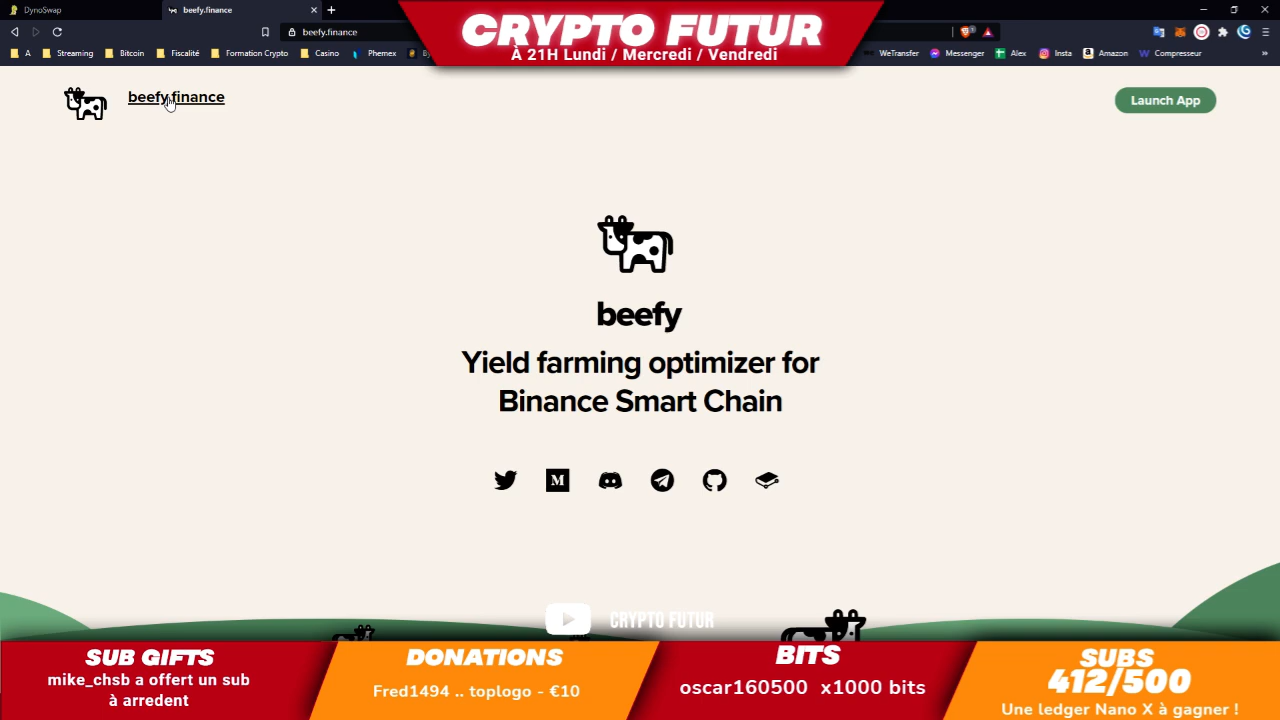 DynoSwap
beefy.finance
beefy.finance
CRYPTO FUTUR
À 21H Lundi / Mercredi / Vendredi
A
Streaming
Bitcoin
Fiscalité
Formation Crypto
Casino
Phemex
WeTransfer
Messenger
Alex
Insta
Amazon
Compresseur
beefy.finance
Launch App
beefy
Yield farming optimizer for
Binance Smart Chain
CRYPTO FUTUR
SUB GIFTS
mike_chsb a offert un sub
à arredent
DONATIONS
Fred1494 .. toplogo - €10
BITS
oscar160500 x1000 bits
SUBS
412/500
Une ledger Nano X à gagner !